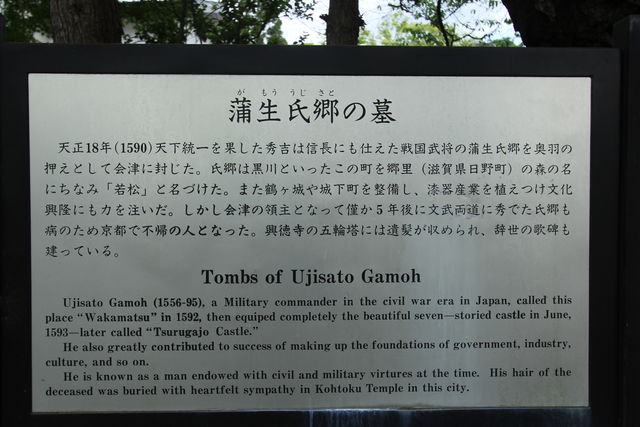 が もう うじ さと
蒲生氏郷の墓
天正18年(1590)天下統一を果した秀吉は信長にも仕えた戦国武将の蒲生氏郷を奥羽の
押えとして会津に封じた。氏郷は黒川といったこの町を郷里（滋賀県日野町）の森の名
にちなみ「若松」と名づけた。また鶴ヶ城や城下町を整備し、漆器産業を植えつけ文化
興隆にも力を注いだ。しかし会津の領主となって僅か５年後に文武両道に秀でた氏郷も
病のため京都で不帰の人となった。興徳寺の五輪塔には遺髪が収められ、辞世の歌碑も
建っている。
Tombs of Ujisato Gamoh
Ujisato Gamoh (1556-95), a Military commander in the civil war era in Japan, called this
place “Wakamatsu” in 1592, then equiped completely the beautiful seven—storied castle in June,
1593—later called “Tsurugajo Castle.”
He also greatly contributed to success of making up the foundations of government, industry,
culture, and so on.
He is known as a man endowed with civil and military virtures at the time. His hair of the
deceased was buried with heartfelt sympathy in Kohtoku Temple in this city.